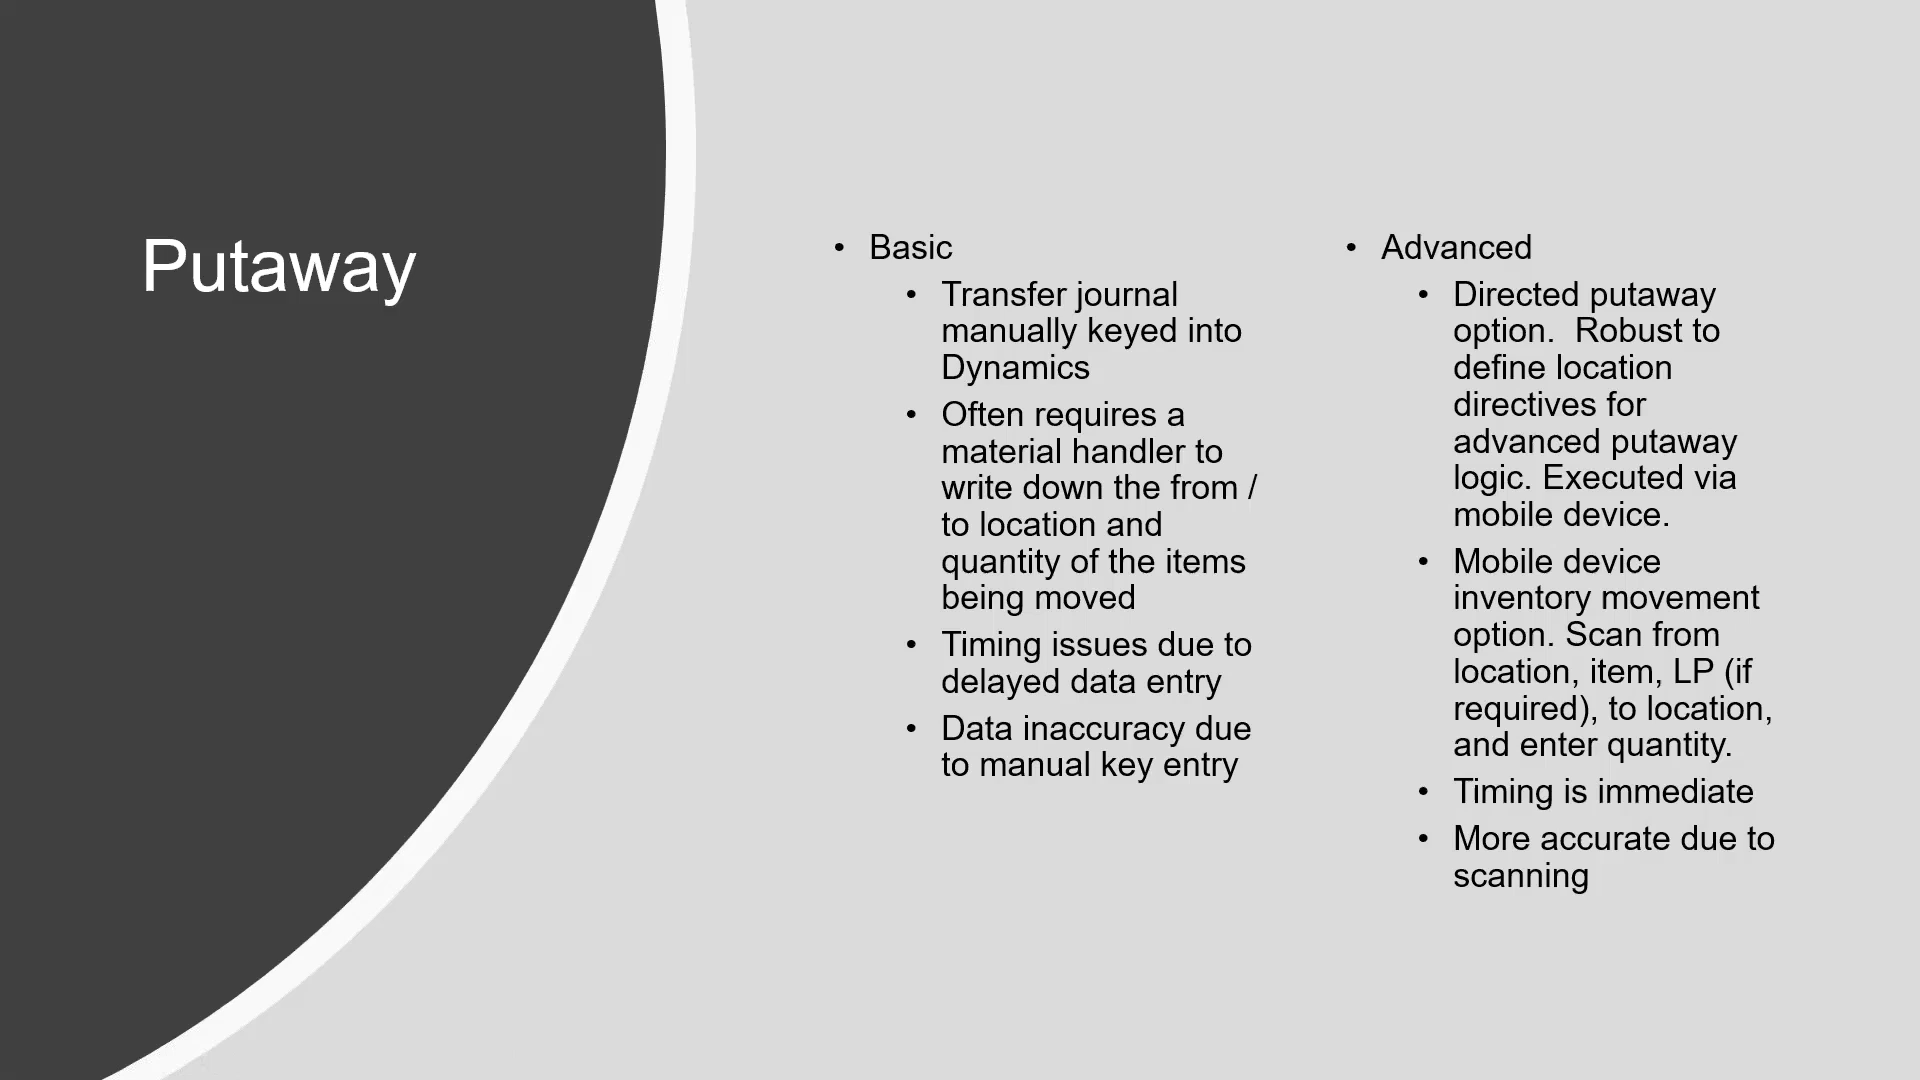 Putaway
• Basic
• Transfer journal
manually keyed into
Dynamics
• Often requires a
material handler to
write down the from /
to location and
quantity of the items
being moved
• Timing issues due to
delayed data entry
• Data inaccuracy due
to manual key entry
• Advanced
• Directed putaway
option.  Robust to
define location
directives for
advanced putaway
logic. Executed via
mobile device.
• Mobile device
inventory movement
option. Scan from
location, item, LP (if
required), to location,
and enter quantity.
• Timing is immediate
• More accurate due to
scanning